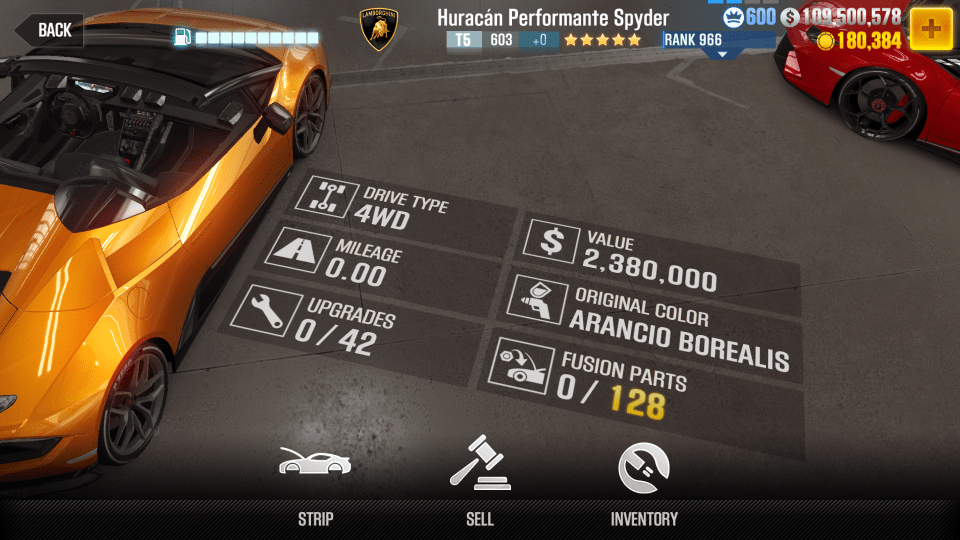 BACK
LAMBORGHINI
Huracán Performante Spyder
T5 603 +0
RANK 966
600
$ 109,500,578
180,384
DRIVE TYPE
4WD
MILEAGE
0.00
UPGRADES
0 / 42
$ VALUE
2,380,000
ORIGINAL COLOR
ARANCIO BOREALIS
FUSION PARTS
0 / 128
STRIP
SELL
INVENTORY